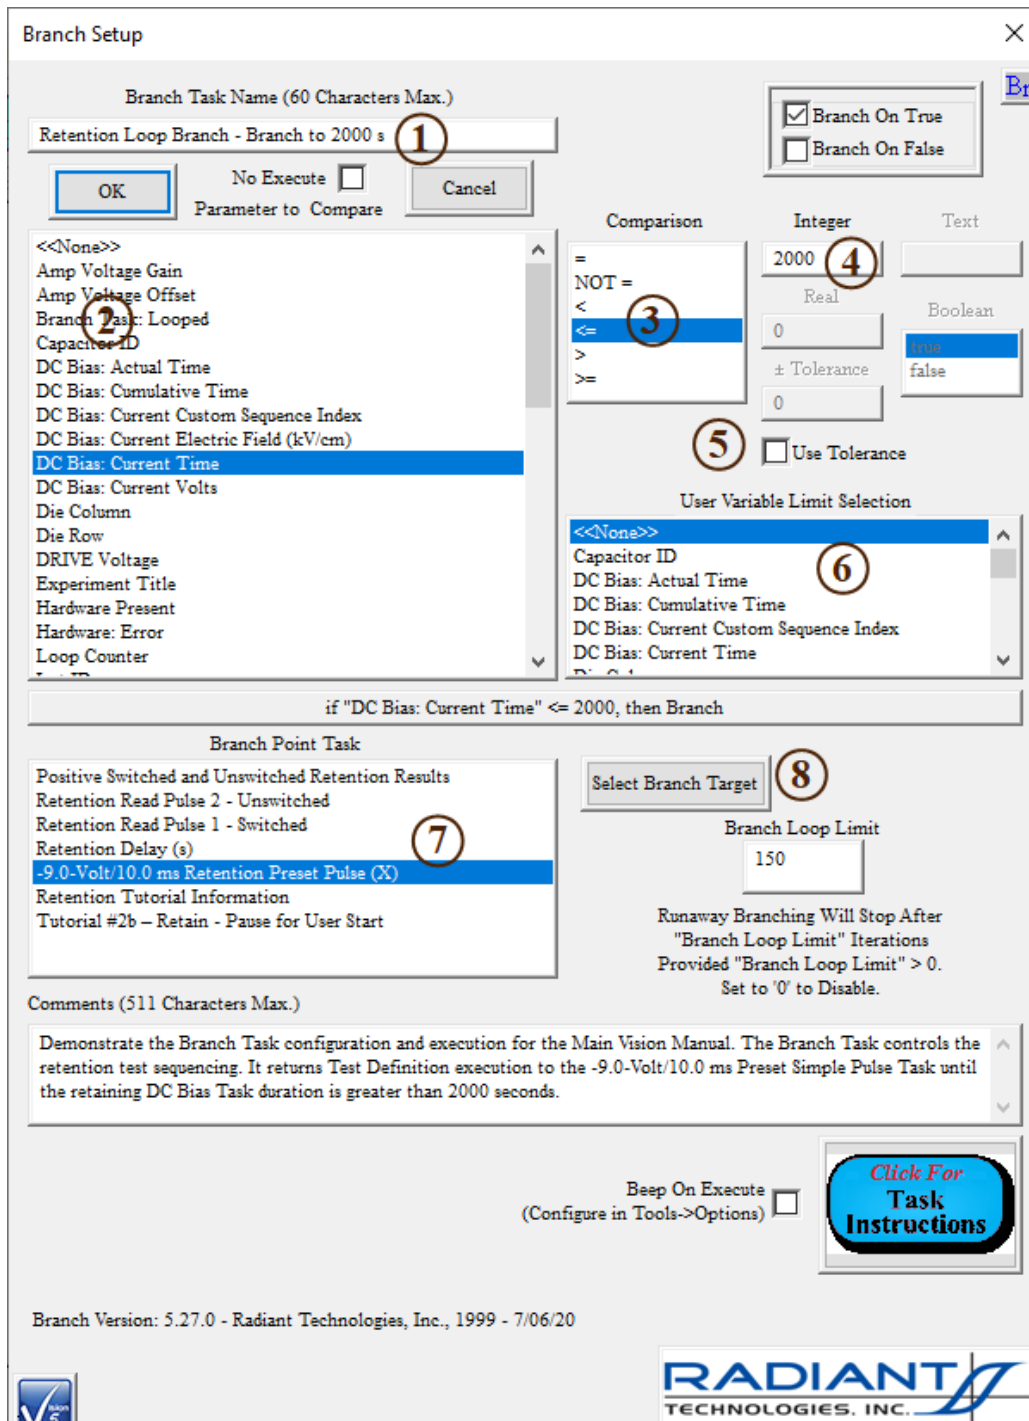 Branch Setup
Br
Branch Task Name (60 Characters Max.)
Retention Loop Branch - Branch to 2000 s
1
Branch On True
Branch On False
OK
No Execute
Cancel
Parameter to Compare
<<None>>
Amp Voltage Gain
Amp Voltage Offset
Branch Task: Looped
2
Capacitor ID
DC Bias: Actual Time
DC Bias: Cumulative Time
DC Bias: Current Custom Sequence Index
DC Bias: Current Electric Field (kV/cm)
DC Bias: Current Time
DC Bias: Current Volts
Die Column
Die Row
DRIVE Voltage
Experiment Title
Hardware Present
Hardware: Error
Loop Counter
Comparison
=
NOT =
<
<=
>
>=
3
Integer
2000
4
Real
0
± Tolerance
0
Text
Boolean
true
false
5
Use Tolerance
User Variable Limit Selection
<<None>>
Capacitor ID
DC Bias: Actual Time
DC Bias: Cumulative Time
DC Bias: Current Custom Sequence Index
DC Bias: Current Time
6
if "DC Bias: Current Time" <= 2000, then Branch
Branch Point Task
Positive Switched and Unswitched Retention Results
Retention Read Pulse 2 - Unswitched
Retention Read Pulse 1 - Switched
Retention Delay (s)
-9.0-Volt/10.0 ms Retention Preset Pulse (X)
Retention Tutorial Information
Tutorial #2b – Retain - Pause for User Start
7
Select Branch Target
8
Branch Loop Limit
150
Runaway Branching Will Stop After
"Branch Loop Limit" Iterations
Provided "Branch Loop Limit" > 0.
Set to '0' to Disable.
Comments (511 Characters Max.)
Demonstrate the Branch Task configuration and execution for the Main Vision Manual. The Branch Task controls the
retention test sequencing. It returns Test Definition execution to the -9.0-Volt/10.0 ms Preset Simple Pulse Task until
the retaining DC Bias Task duration is greater than 2000 seconds.
Beep On Execute
(Configure in Tools->Options)
Click For
Task
Instructions
Branch Version: 5.27.0 - Radiant Technologies, Inc., 1999 - 7/06/20
RADIANT
TECHNOLOGIES, INC.